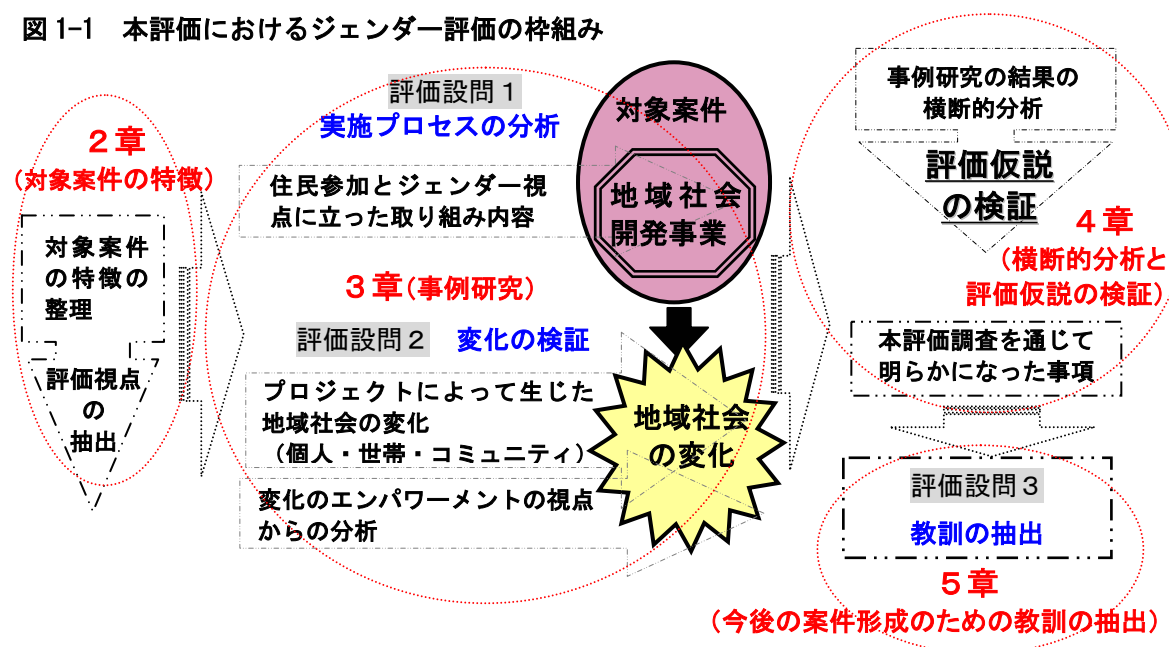 図 1-1 本評価におけるジェンダー評価の枠組み
２章
（対象案件の特徴）
対象案件
の特徴の
整理
評価視点
の
抽出
評価設問１
実施プロセスの分析
住民参加とジェンダー視
点に立った取り組み内容
３章（事例研究）
評価設問２ 変化の検証
プロジェクトによって生じた
地域社会の変化
（個人・世帯・コミュニティ）
変化のエンパワーメントの視点
からの分析
対象案件
地域社会
開発事業
地域社会
の変化
事例研究の結果の
横断的分析
評価仮説
の検証
４章
（横断的分析と
評価仮説の検証）
本評価調査を通じて
明らかになった事項
評価設問３
教訓の抽出
５章
（今後の案件形成のための教訓の抽出）